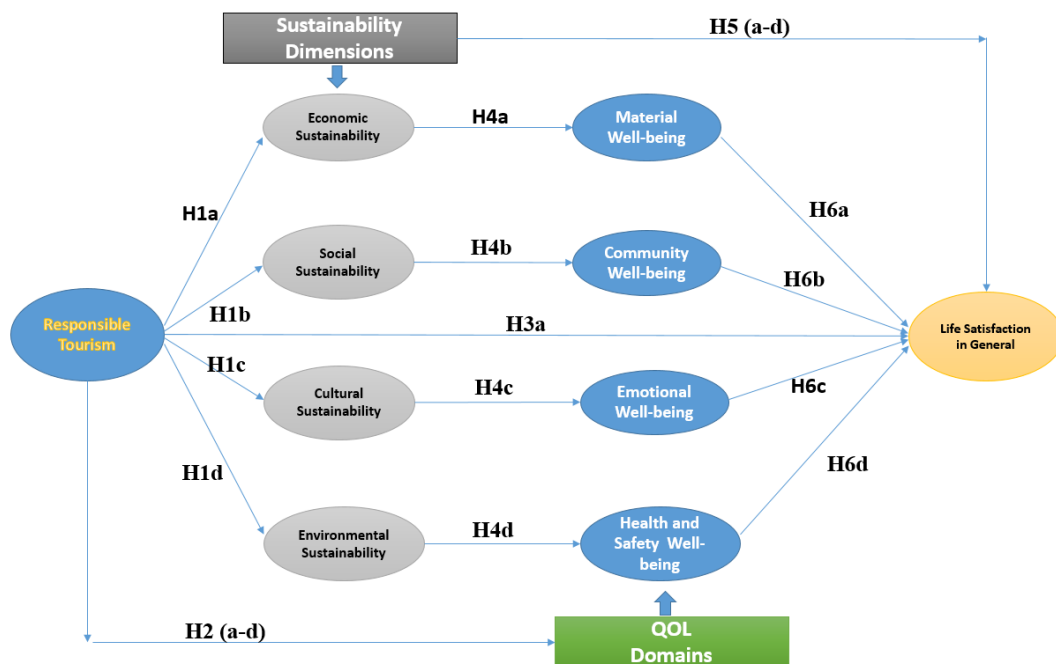 Sustainability
Dimensions
H5 (a-d)
Economic
Sustainability
H4a
Material
Well-being
H1a
H6a
Social
Sustainability
H4b
Community
Well-being
H6b
H1b
Responsible
Tourism
H3a
Life Satisfaction
in General
H1c
Cultural
Sustainability
H4c
Emotional
Well-being
H6c
H1d
H6d
Environmental
Sustainability
H4d
Health and
Safety Well-
being
H2 (a-d)
QOL
Domains